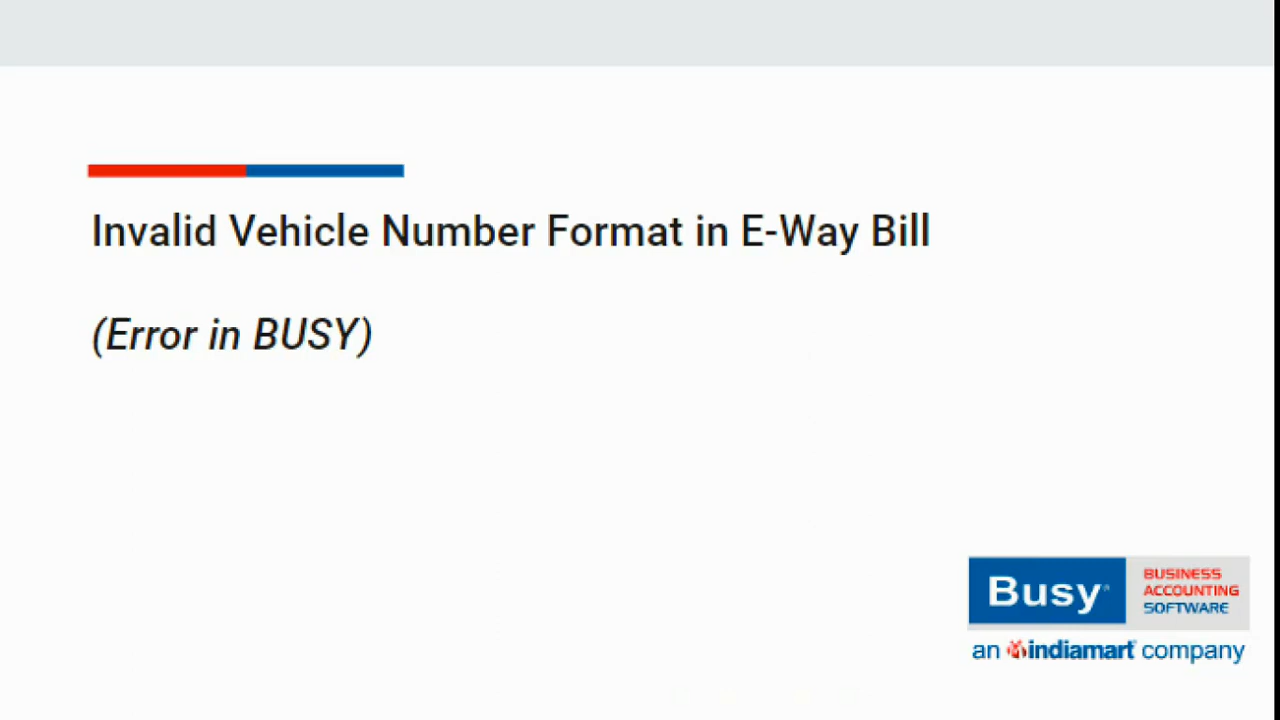 Invalid Vehicle Number Format in E-Way Bill
(Error in BUSY)
Busy®
BUSINESS
ACCOUNTING
SOFTWARE
an indiamart company